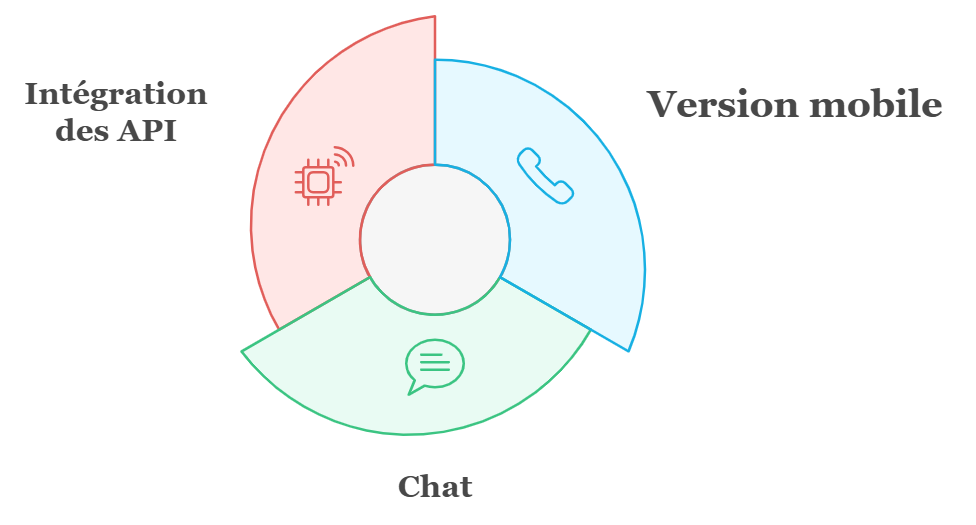 Intégration
des API
Version mobile
Chat